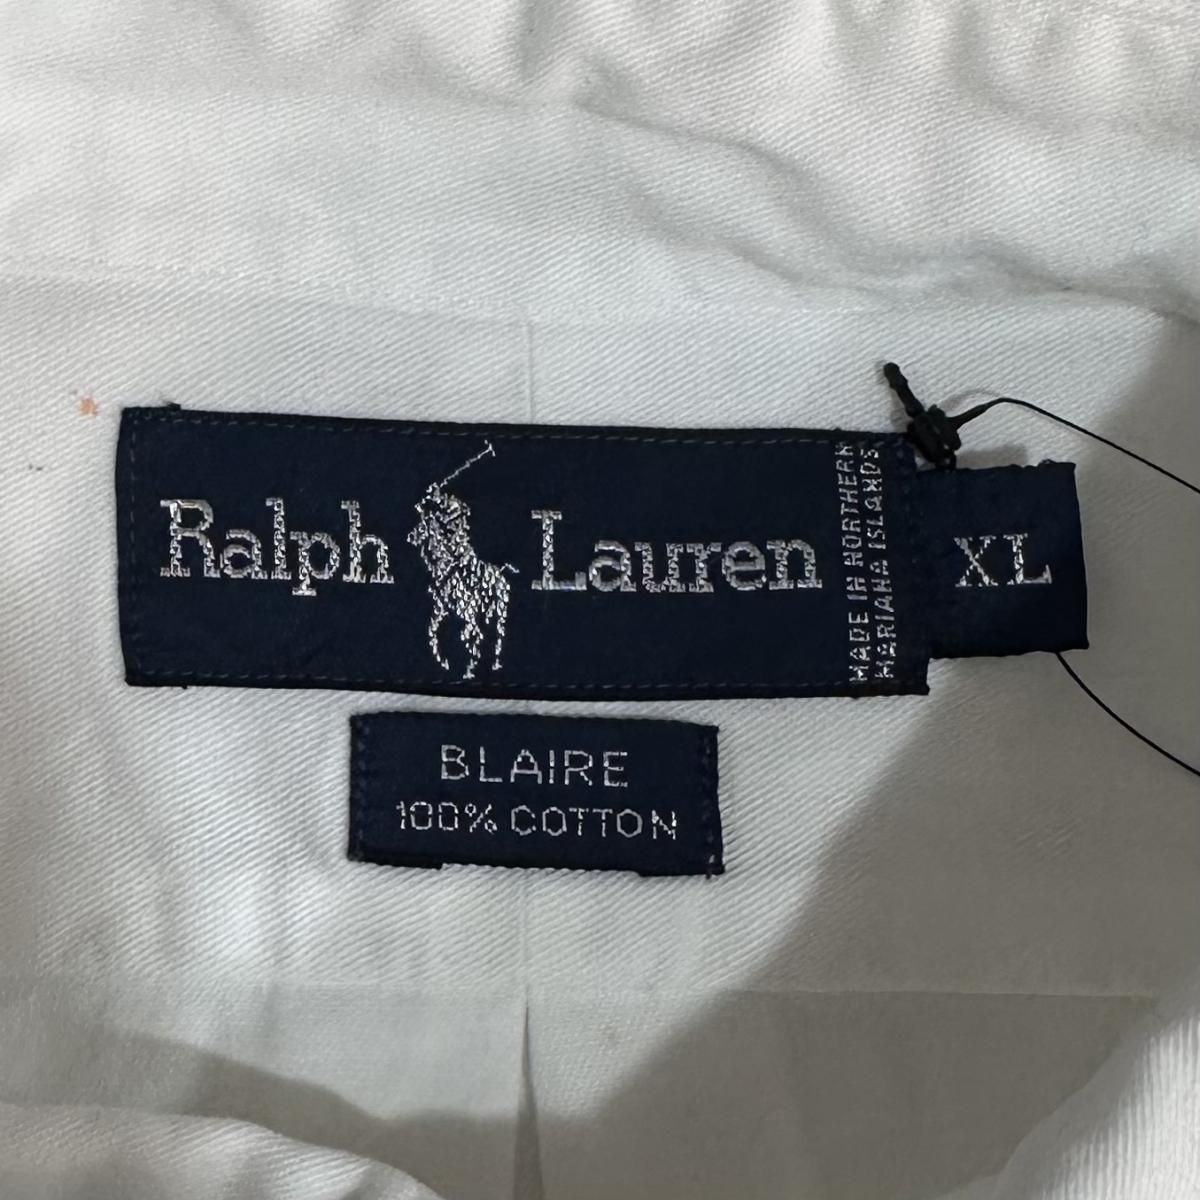 Ralph Lauren
MADE IN NORTHERN
MARIANA ISLANDS
XL
BLAIRE
100% COTTON